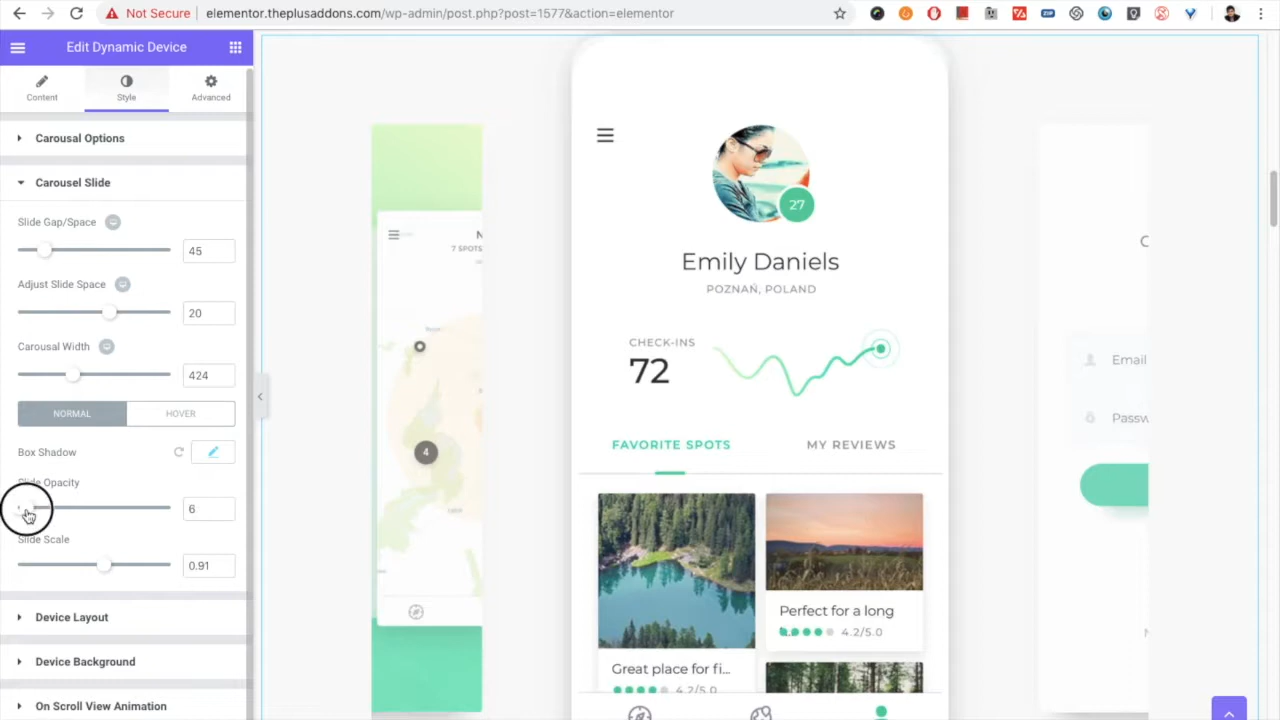 Not Secure elementor.theplusaddons.com/wp-admin/post.php?post=1577&action=elementor
ZIP
Edit Dynamic Device
Content
Style
Advanced
Carousal Options
Carousel Slide
Slide Gap/Space
45
Adjust Slide Space
20
Carousal Width
424
NORMAL
HOVER
Box Shadow
Slide Opacity
6
Slide Scale
0.91
Device Layout
Device Background
On Scroll View Animation
N
7 SPOTS
4
27
Emily Daniels
POZNAŃ, POLAND
CHECK-INS
72
FAVORITE SPOTS
MY REVIEWS
Great place for fi...
4.2/5.0
Perfect for a long
4.2/5.0
Email
Passw